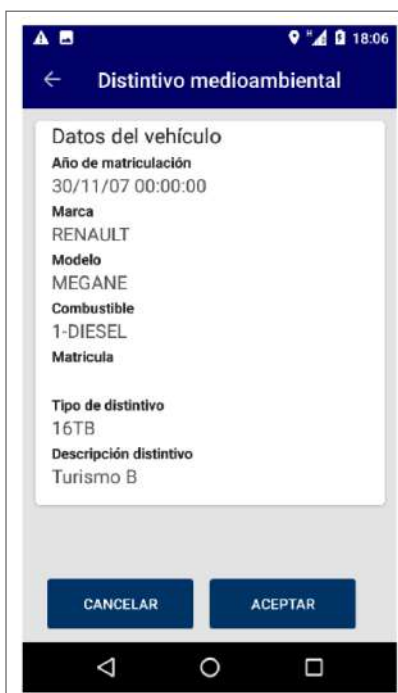 18:06
Distintivo medioambiental
Datos del vehículo
Año de matriculación
30/11/07 00:00:00
Marca
RENAULT
Modelo
MEGANE
Combustible
1-DIESEL
Matricula
Tipo de distintivo
16TB
Descripción distintivo
Turismo B
CANCELAR
ACEPTAR